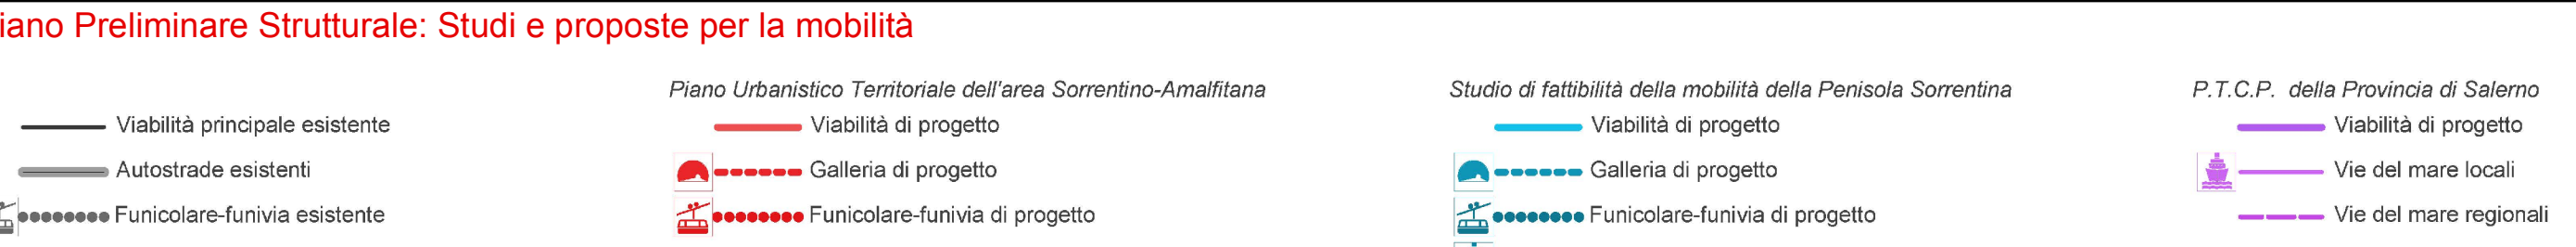 iano Preliminare Strutturale: Studi e proposte per la mobilità
Viabilità principale esistente
Autostrade esistenti
Funicolare-funivia esistente
Piano Urbanistico Territoriale dell'area Sorrentino-Amalfitana
Viabilità di progetto
Galleria di progetto
Funicolare-funivia di progetto
Studio di fattibilità della mobilità della Penisola Sorrentina
Viabilità di progetto
Galleria di progetto
Funicolare-funivia di progetto
P.T.C.P. della Provincia di Salerno
Viabilità di progetto
Vie del mare locali
Vie del mare regionali